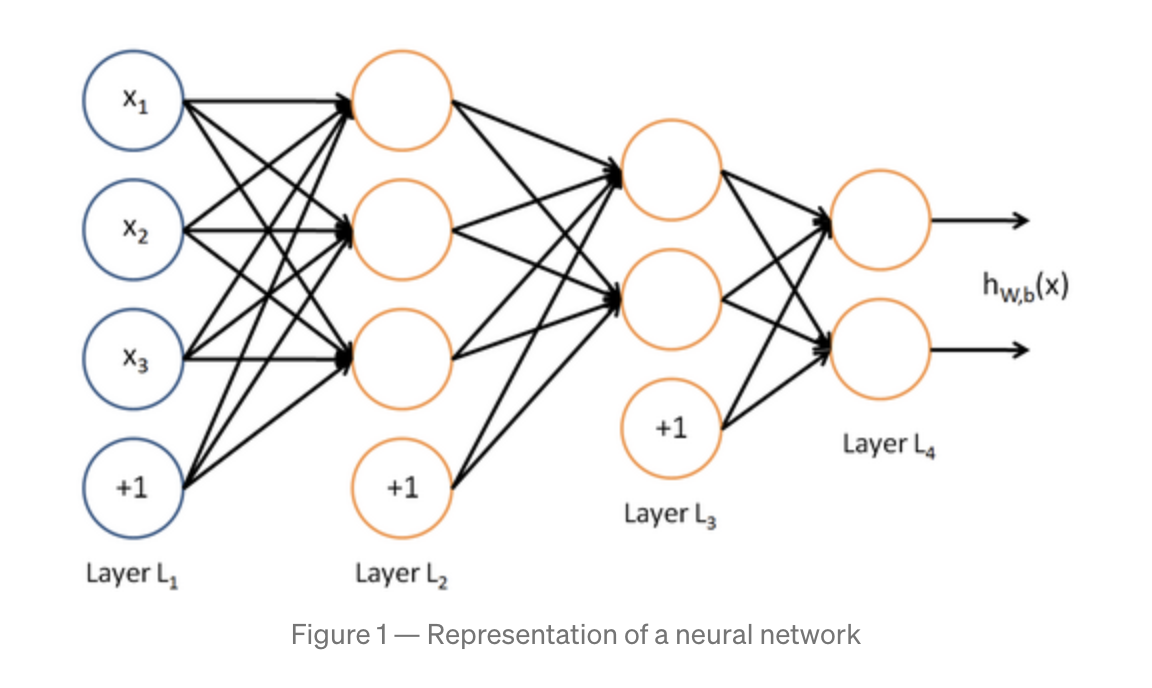 x₁
x₂
x₃
+1
Layer L₁
+1
Layer L₂
+1
Layer L₃
Layer L₄
h_W,b(x)
Figure 1 — Representation of a neural network